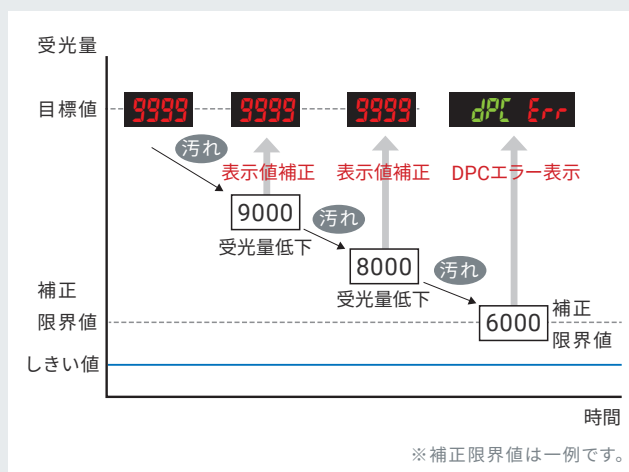 受光量
目標値
9999
9999
9999
dPC Err
汚れ
表示値補正
表示値補正
DPCエラー表示
9000
汚れ
受光量低下
8000
汚れ
受光量低下
補正
限界値
6000
補正
限界値
しきい値
時間
※補正限界値は一例です。